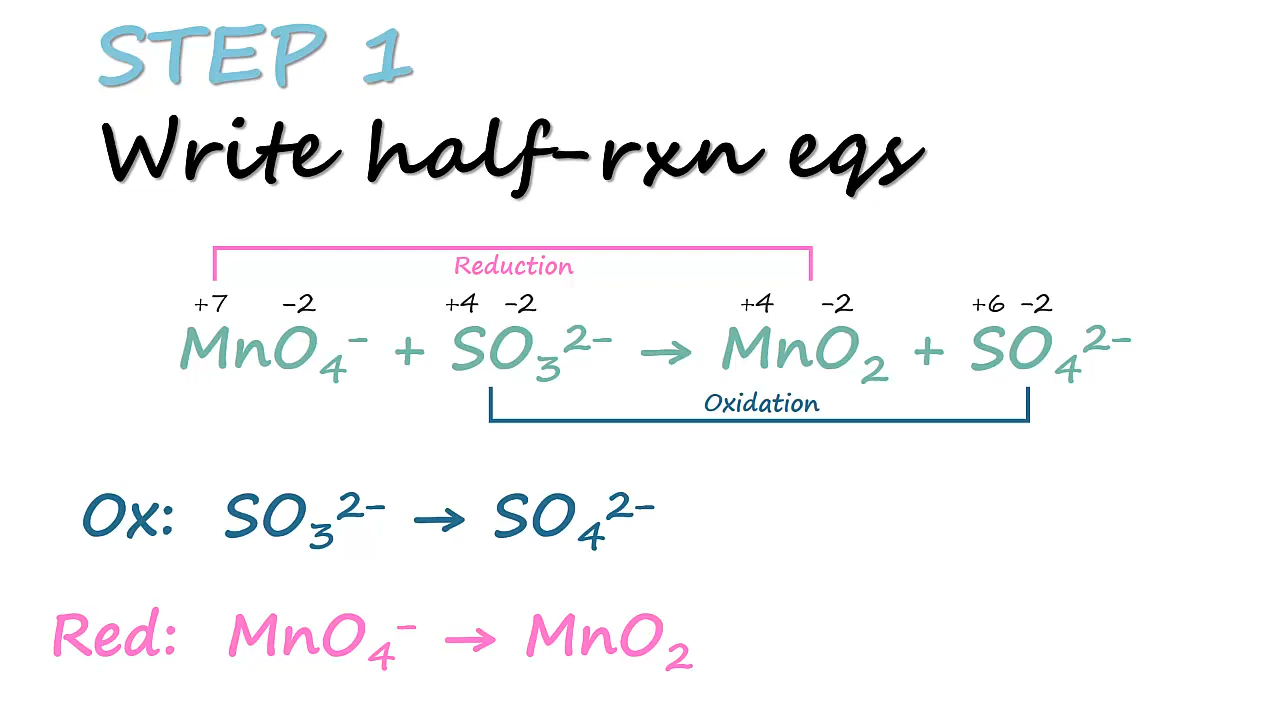 STEP 1
Write half-rxn eqs
Reduction
+7 -2 +4 -2 +4 -2 +6 -2
MnO₄⁻ + SO₃²⁻ → MnO₂ + SO₄²⁻
Oxidation
Ox: SO₃²⁻ → SO₄²⁻
Red: MnO₄⁻ → MnO₂